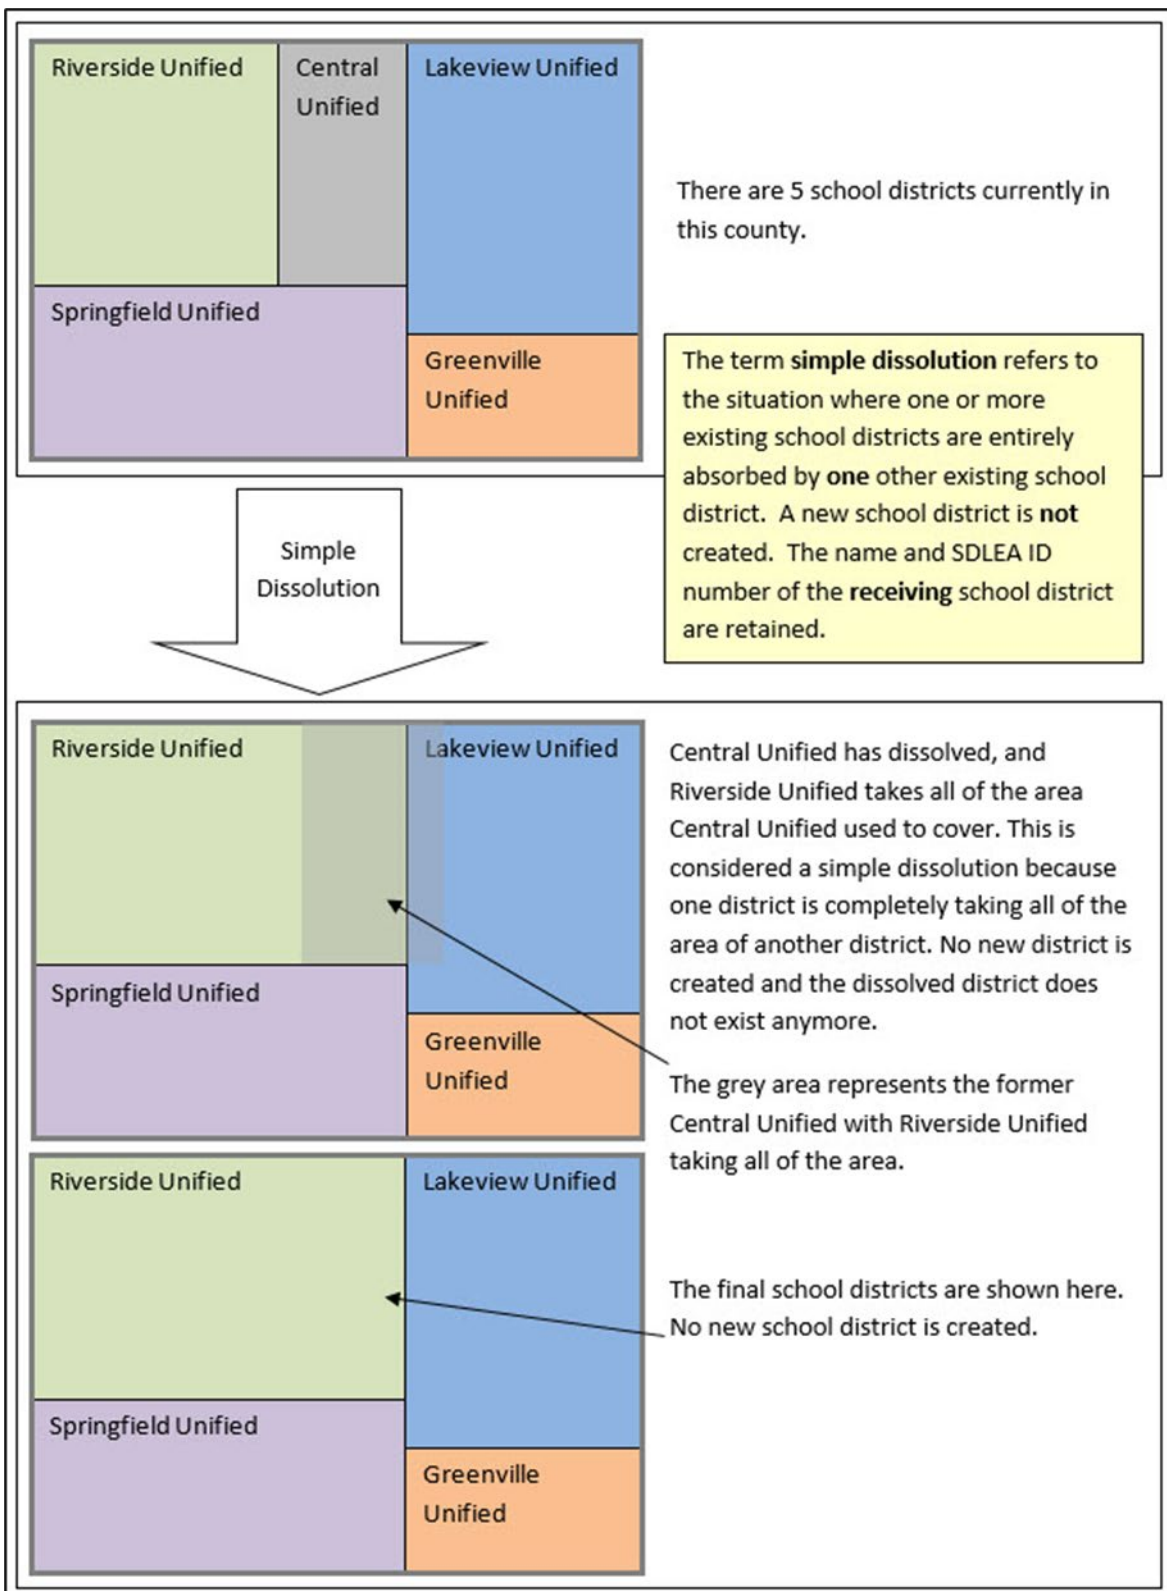 Riverside Unified
Central
Unified
Lakeview Unified
Springfield Unified
Greenville
Unified
There are 5 school districts currently in
this county.
The term simple dissolution refers to
the situation where one or more
existing school districts are entirely
absorbed by one other existing school
district.  A new school district is not
created.  The name and SDLEA ID
number of the receiving school district
are retained.
Simple
Dissolution
Riverside Unified
Lakeview Unified
Springfield Unified
Greenville
Unified
Central Unified has dissolved, and
Riverside Unified takes all of the area
Central Unified used to cover. This is
considered a simple dissolution because
one district is completely taking all of the
area of another district. No new district is
created and the dissolved district does
not exist anymore.
The grey area represents the former
Central Unified with Riverside Unified
taking all of the area.
Riverside Unified
Lakeview Unified
Springfield Unified
Greenville
Unified
The final school districts are shown here.
No new school district is created.